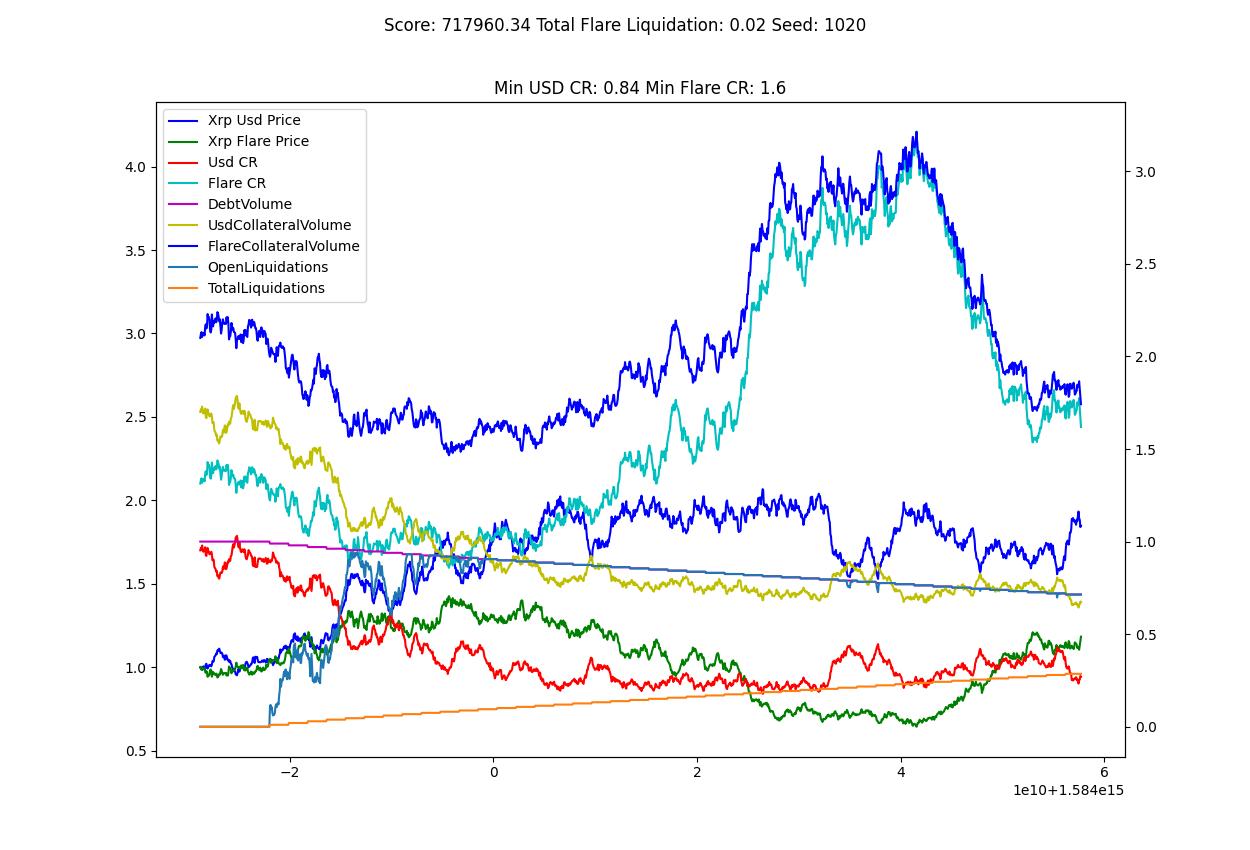 Score: 717960.34 Total Flare Liquidation: 0.02 Seed: 1020
Min USD CR: 0.84 Min Flare CR: 1.6
Xrp Usd Price
Xrp Flare Price
Usd CR
Flare CR
DebtVolume
UsdCollateralVolume
FlareCollateralVolume
OpenLiquidations
TotalLiquidations
4.0
3.5
3.0
2.5
2.0
1.5
1.0
0.5
3.0
2.5
2.0
1.5
1.0
0.5
0.0
−2 0 2 4 6
1e10+1.584e15